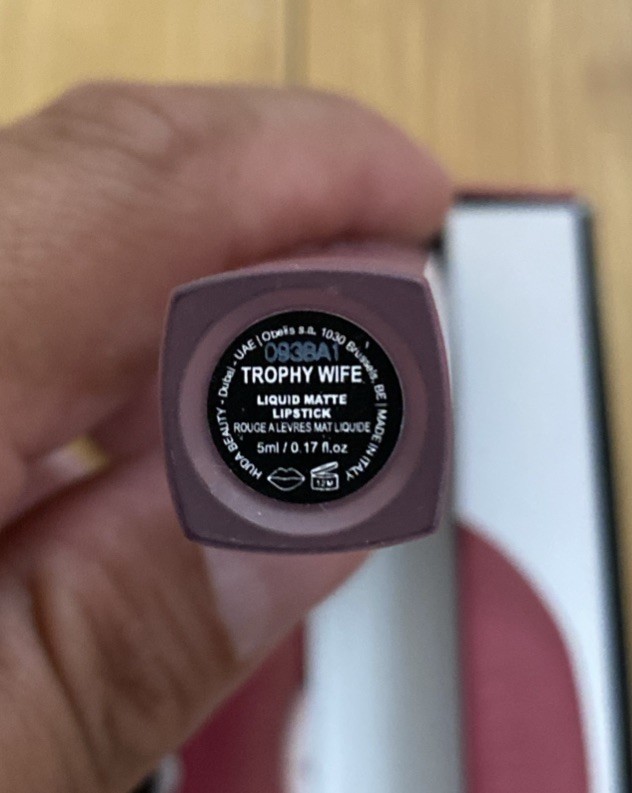 HUDA BEAUTY - Dubai - UAE | Obelis s.a. 1030 Brussels, BE | MADE IN ITALY
093BA1
TROPHY WIFE
LIQUID MATTE
LIPSTICK
ROUGE A LEVRES MAT LIQUIDE
5ml / 0.17 fl.oz
12M